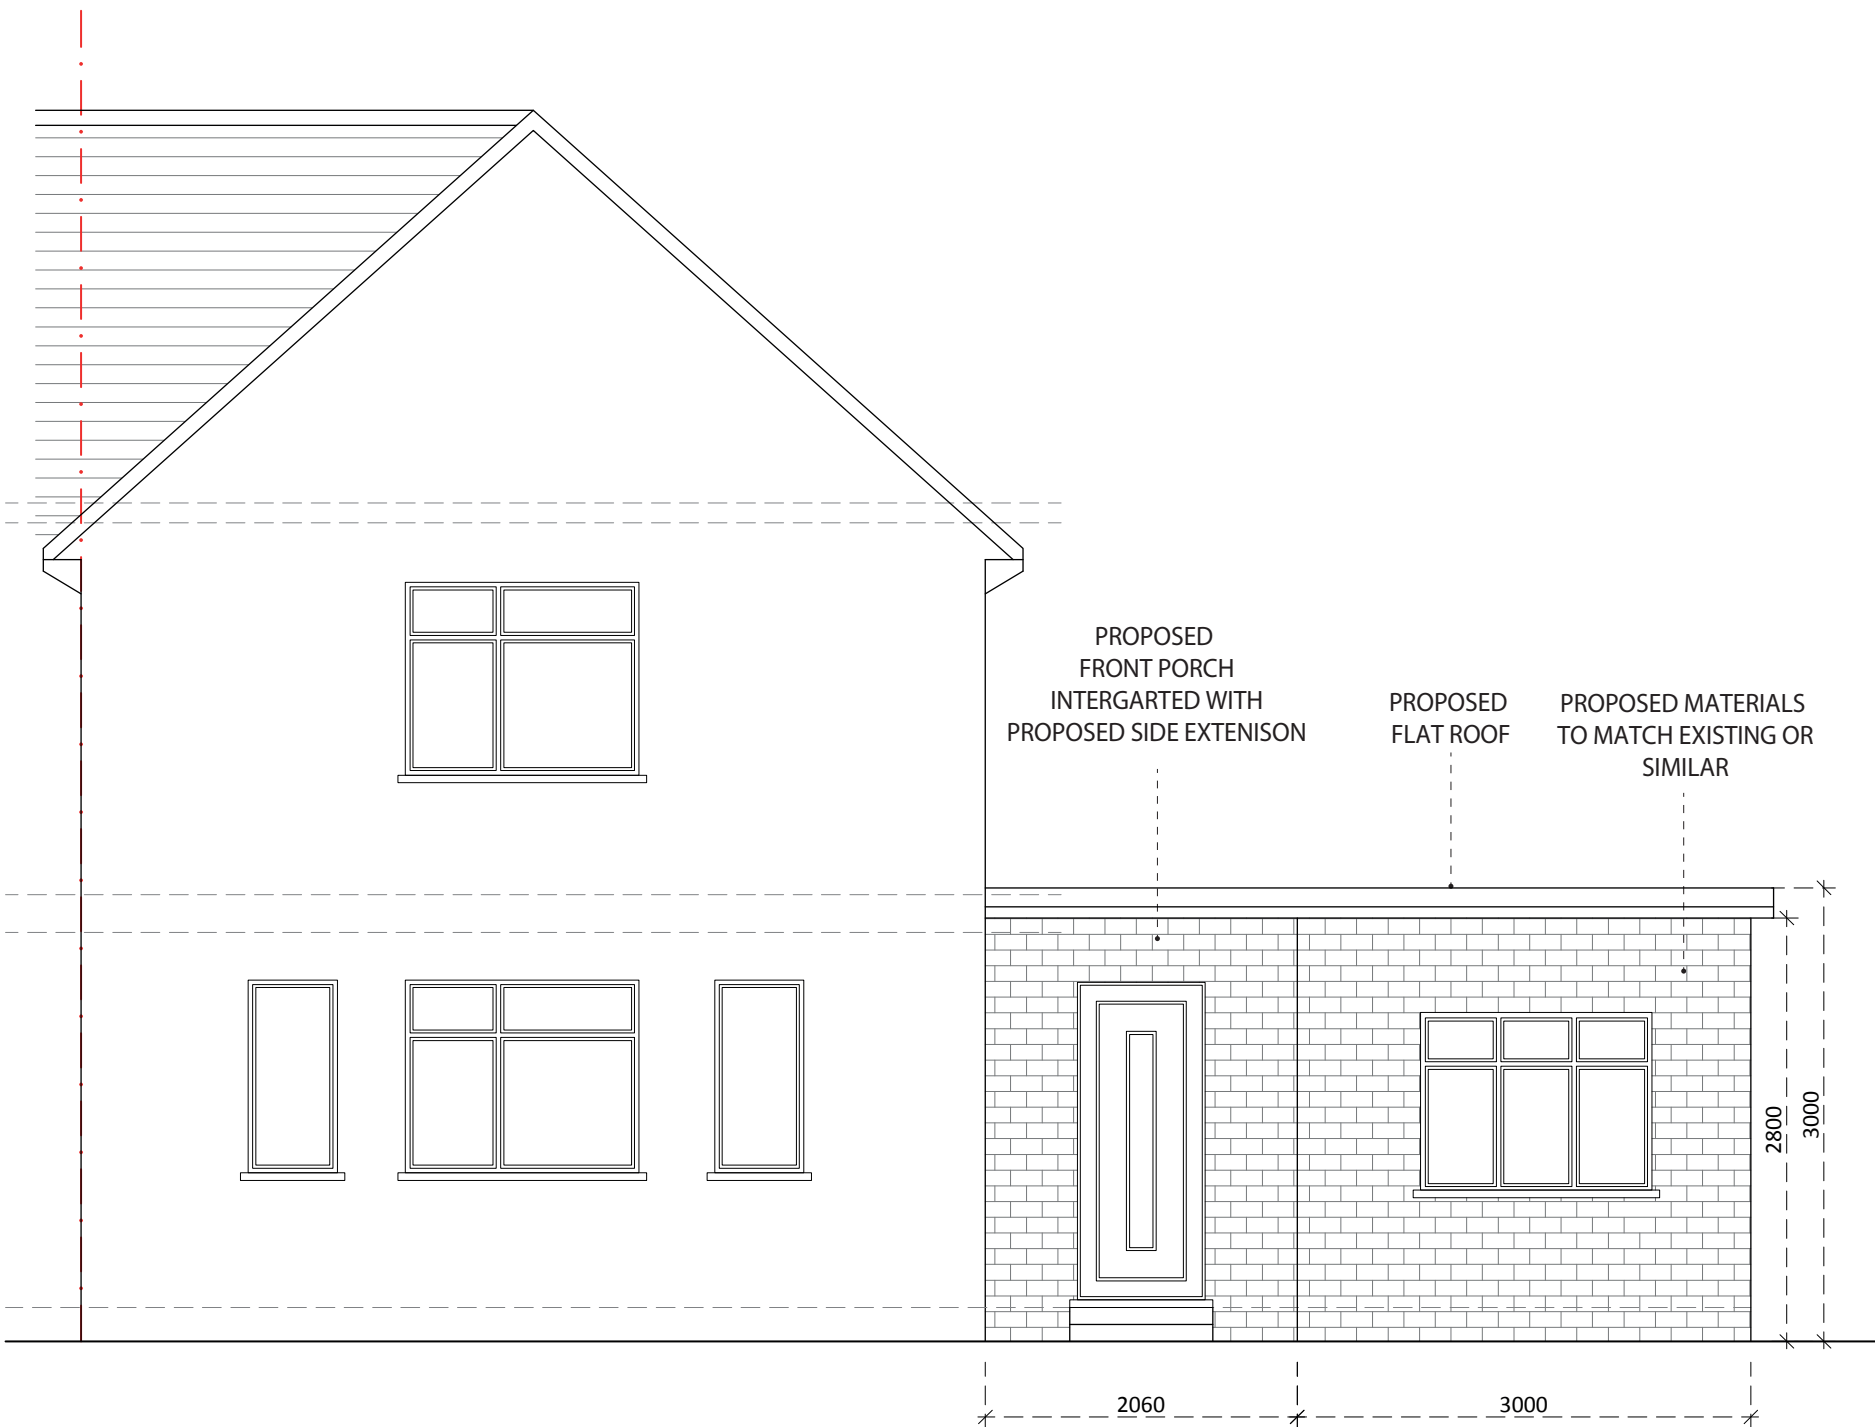 PROPOSED
FRONT PORCH
INTERGARTED WITH
PROPOSED SIDE EXTENISON
PROPOSED
FLAT ROOF
PROPOSED MATERIALS
TO MATCH EXISTING OR
SIMILAR
2800
3000
2060
3000